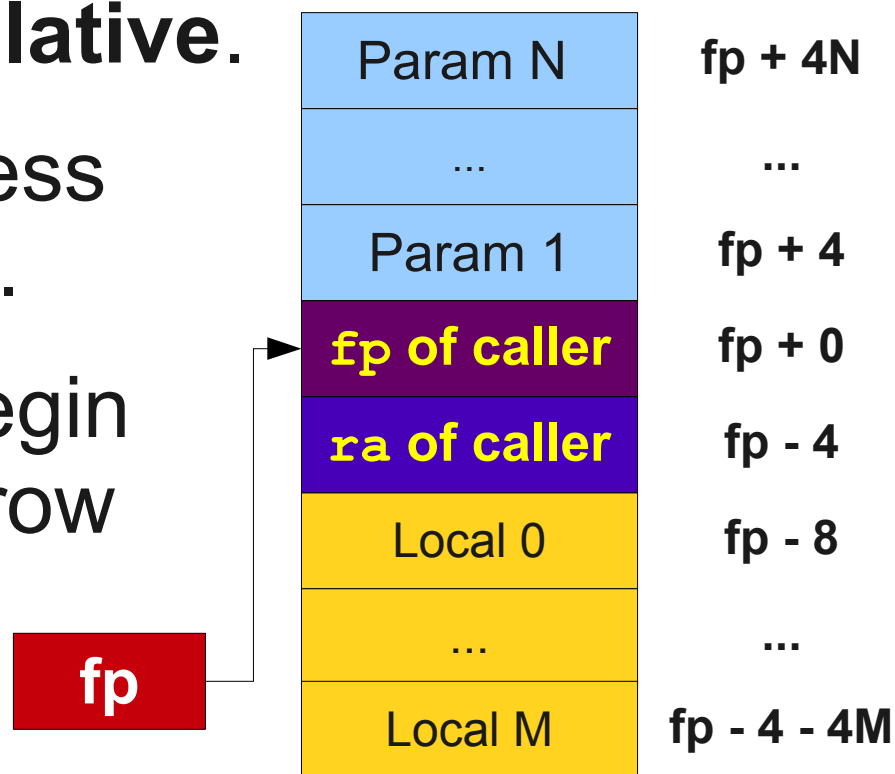 lative.
ess
.
egin
row
Param N fp + 4N
... ...
Param 1 fp + 4
fp of caller fp + 0
ra of caller fp - 4
Local 0 fp - 8
... ...
Local M fp - 4 - 4M
fp